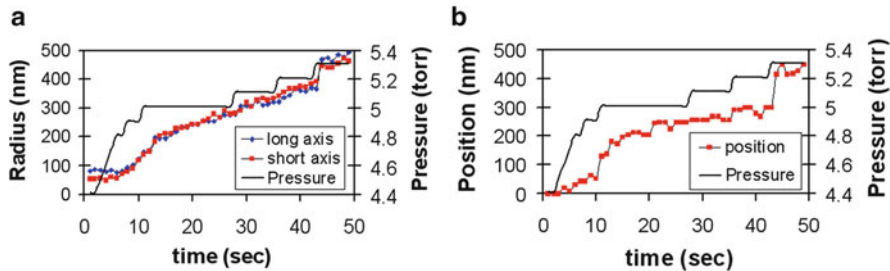 a
Radius (nm)
500
400
300
200
100
0
5.4
5.2
5
4.8
4.6
4.4
Pressure (torr)
long axis
short axis
Pressure
0 10 20 30 40 50
time (sec)
b
Position (nm)
500
400
300
200
100
0
5.4
5.2
5
4.8
4.6
4.4
Pressure (torr)
position
Pressure
0 10 20 30 40 50
time (sec)